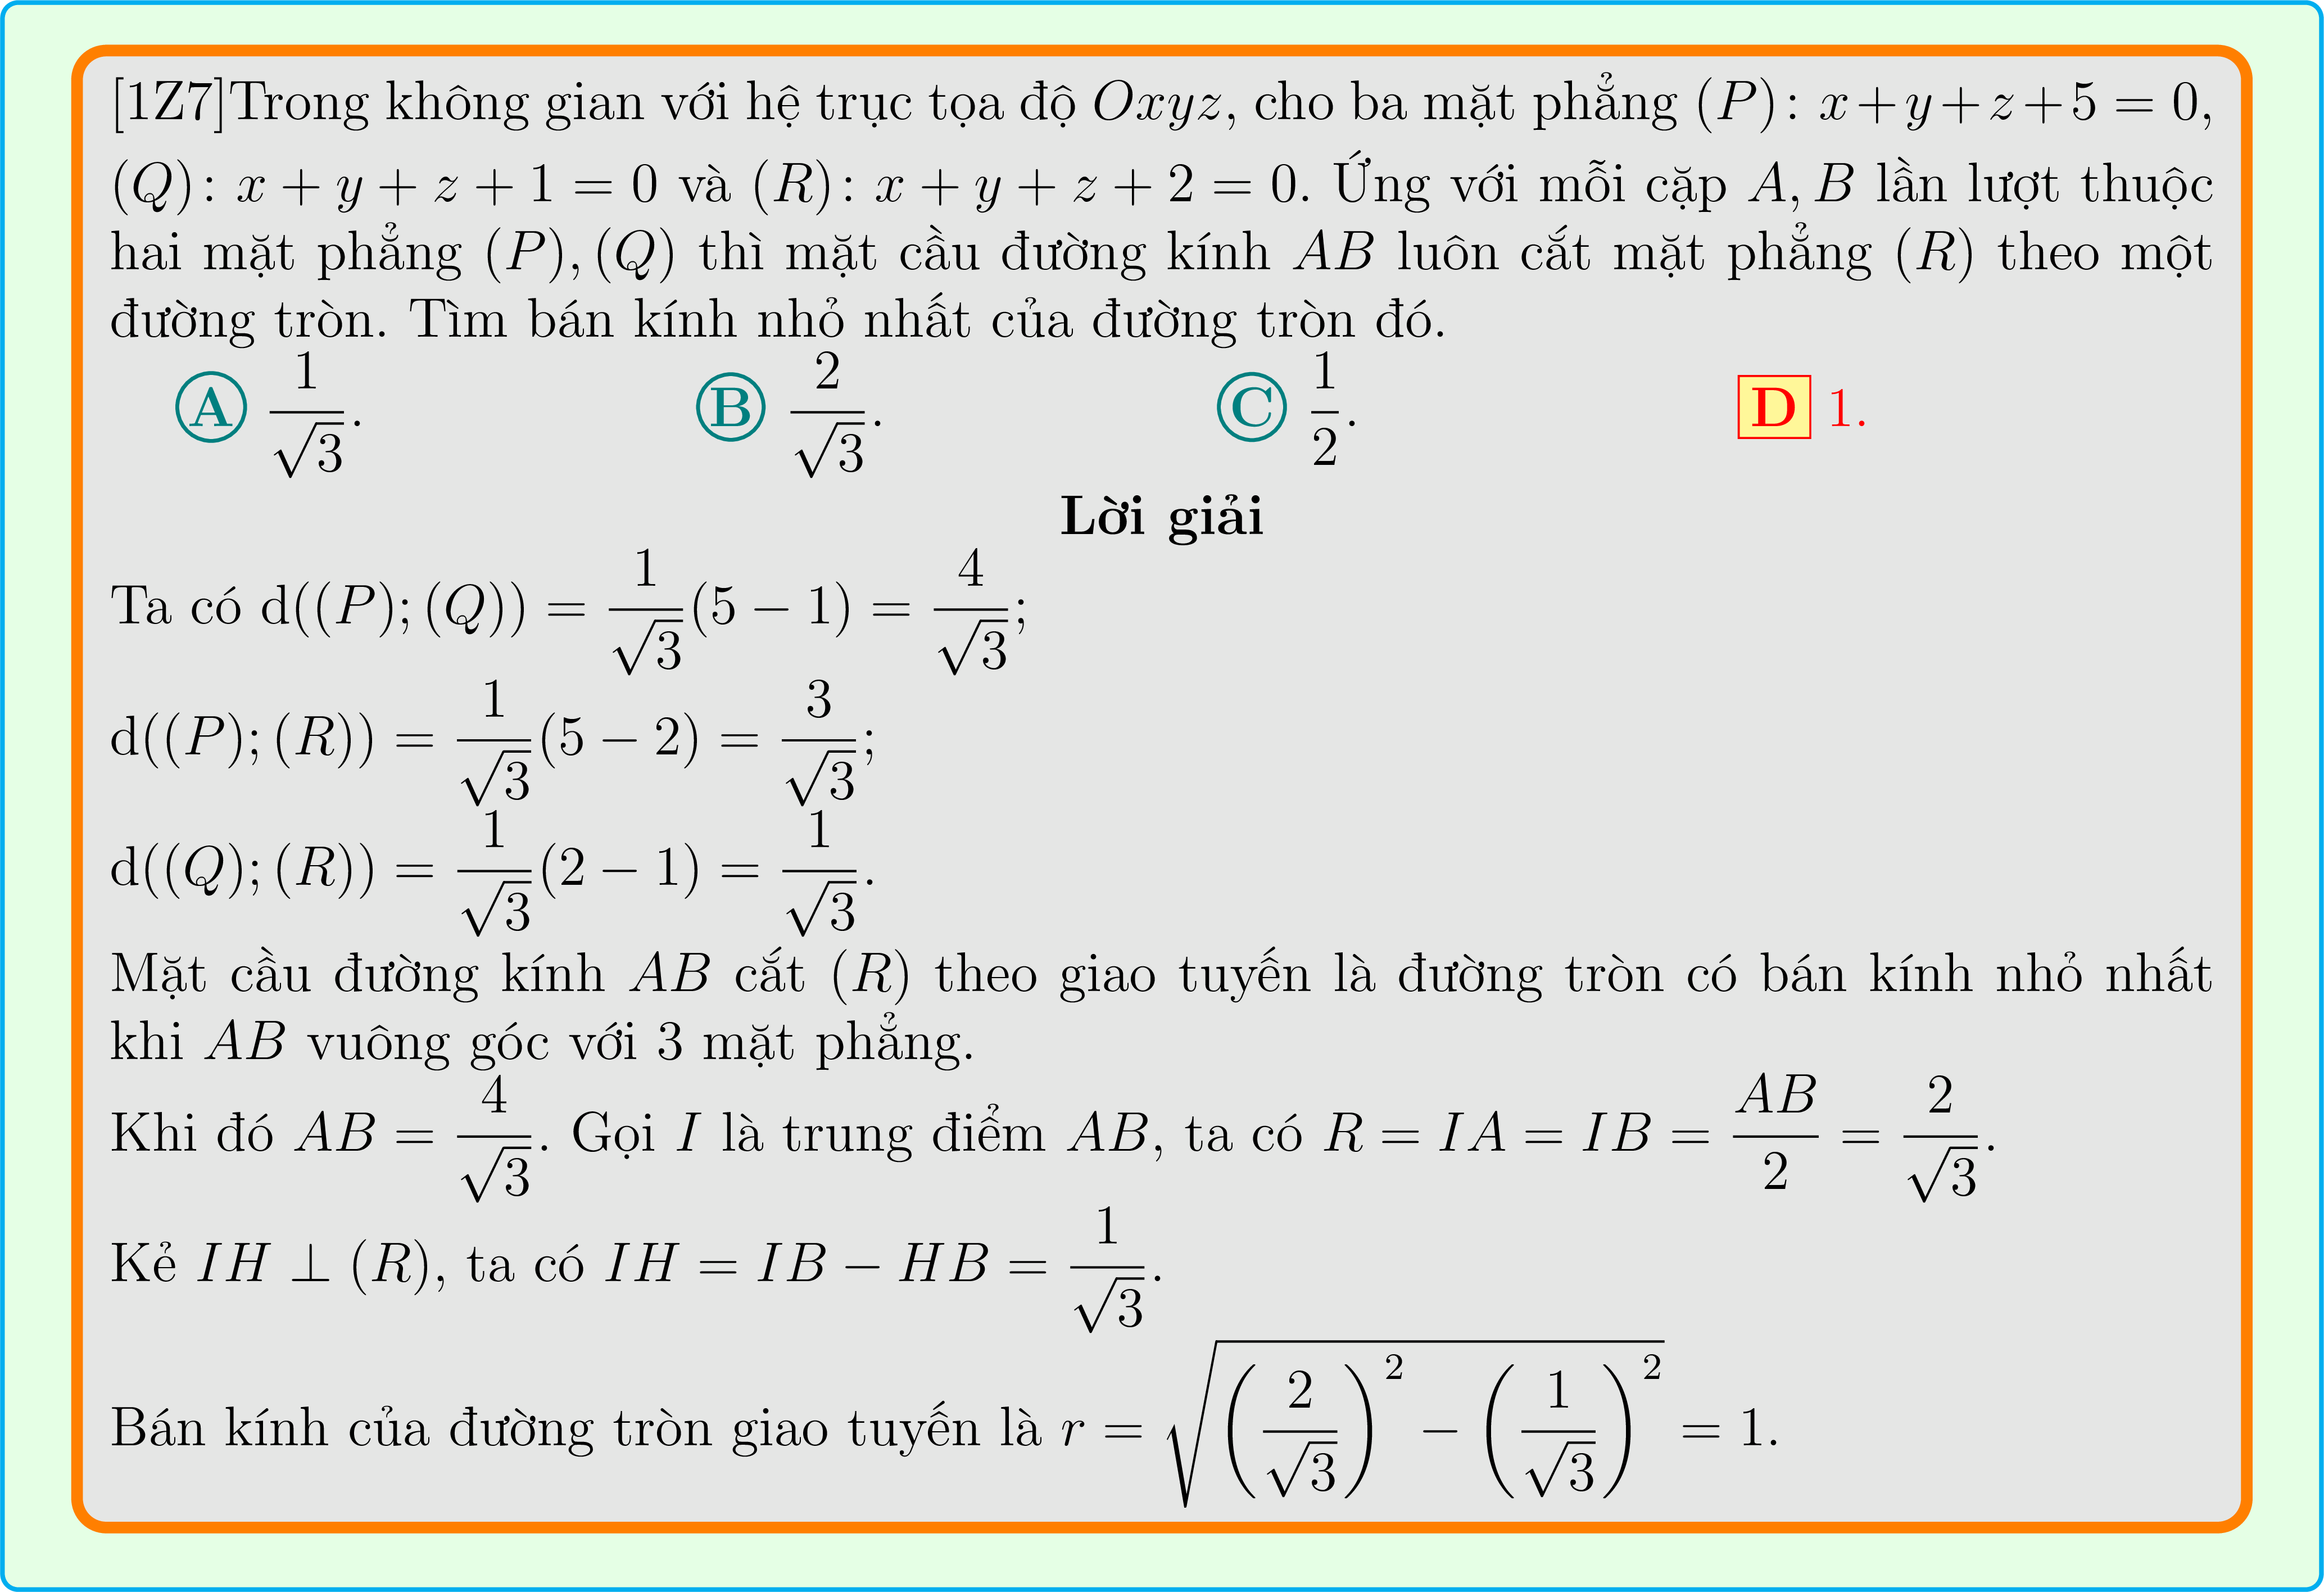 [1Z7]Trong không gian với hệ trục tọa độ Oxyz, cho ba mặt phẳng (P): x+y+z+5 = 0,
(Q): x + y + z + 1 = 0 và (R): x + y + z + 2 = 0. Ứng với mỗi cặp A, B lần lượt thuộc
hai mặt phẳng (P), (Q) thì mặt cầu đường kính AB luôn cắt mặt phẳng (R) theo một
đường tròn. Tìm bán kính nhỏ nhất của đường tròn đó.
A $\frac{1}{\sqrt{3}}$. B $\frac{2}{\sqrt{3}}$. C $\frac{1}{2}$. D 1.
Lời giải
Ta có d((P); (Q)) = $\frac{1}{\sqrt{3}}$(5 − 1) = $\frac{4}{\sqrt{3}}$;
d((P); (R)) = $\frac{1}{\sqrt{3}}$(5 − 2) = $\frac{3}{\sqrt{3}}$;
d((Q); (R)) = $\frac{1}{\sqrt{3}}$(2 − 1) = $\frac{1}{\sqrt{3}}$.
Mặt cầu đường kính AB cắt (R) theo giao tuyến là đường tròn có bán kính nhỏ nhất
khi AB vuông góc với 3 mặt phẳng.
Khi đó AB = $\frac{4}{\sqrt{3}}$. Gọi I là trung điểm AB, ta có R = IA = IB = $\frac{AB}{2}$ = $\frac{2}{\sqrt{3}}$.
Kẻ IH ⊥ (R), ta có IH = IB − HB = $\frac{1}{\sqrt{3}}$.
Bán kính của đường tròn giao tuyến là r = $\sqrt{\left(\frac{2}{\sqrt{3}}\right)^2 - \left(\frac{1}{\sqrt{3}}\right)^2}$ = 1.